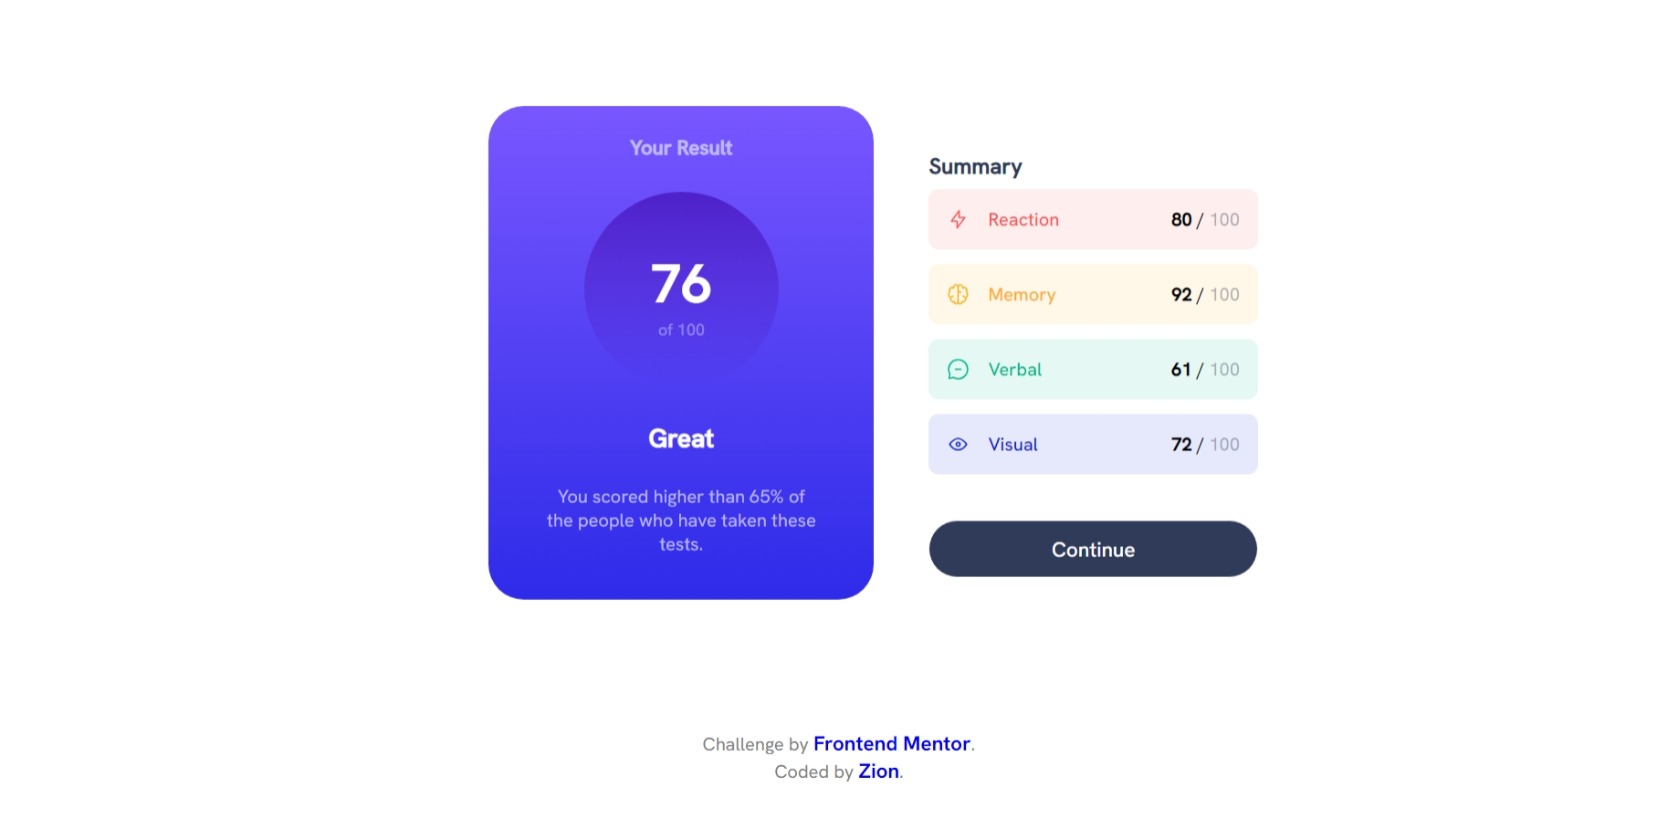 Your Result
76
of 100
Great
You scored higher than 65% of
the people who have taken these
tests.
Summary
Reaction 80 / 100
Memory 92 / 100
Verbal 61 / 100
Visual 72 / 100
Continue
Challenge by Frontend Mentor.
Coded by Zion.